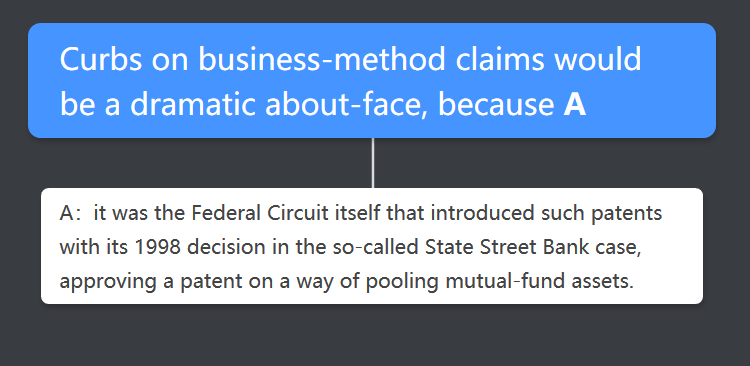 Curbs on business-method claims would
be a dramatic about-face, because A
A：it was the Federal Circuit itself that introduced such patents
with its 1998 decision in the so-called State Street Bank case,
approving a patent on a way of pooling mutual-fund assets.